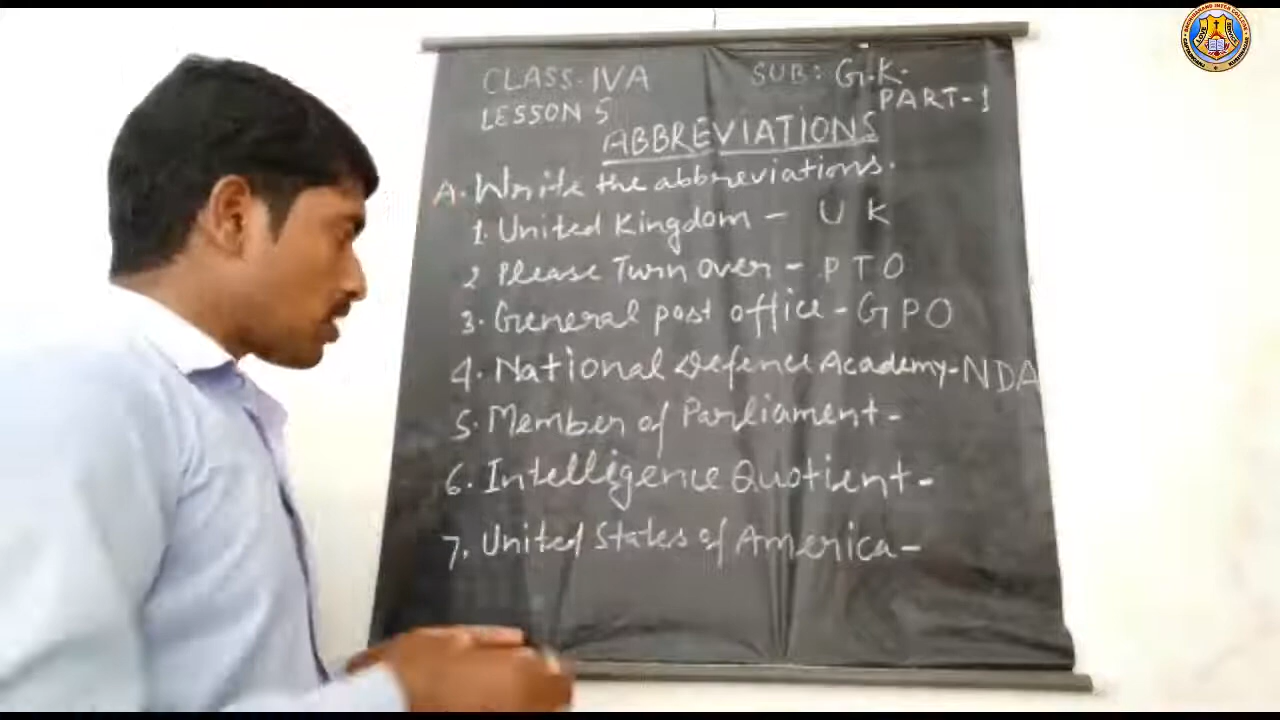 CLASS-IVA SUB: G.K.
LESSON 5 PART-1
ABBREVIATIONS
A. Write the abbreviations.
1. United Kingdom - U K
2 Please Turn over - P T O
3. General post office - G P O
4. National Defence Academy - NDA
5. Member of Parliament -
6. Intelligence Quotient -
7. United States of America -